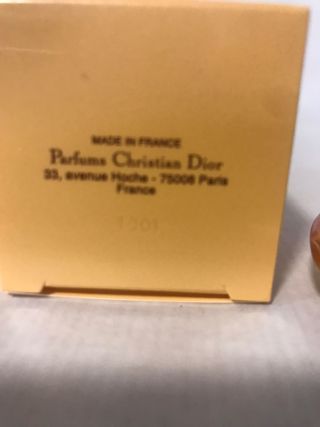 MADE IN FRANCE
Parfums Christian Dior
33, avenue Hoche - 75008 Paris
France